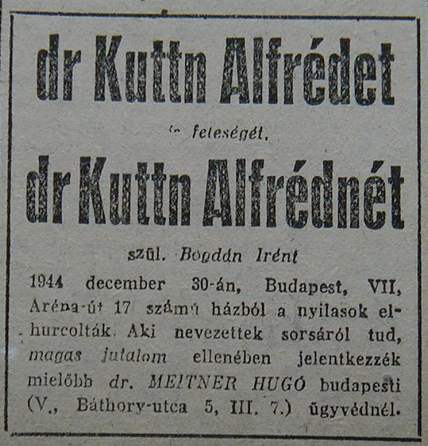 dr Kuttn Alfrédet
és feleségét,
dr Kuttn Alfrédnét
szül. Bogdán Irént
1944 december 30-án, Budapest, VII,
Aréna-út 17 számú házból a nyilasok el-
hurcolták. Aki nevezettek sorsáról tud,
magas jutalom ellenében jelentkezzék
mielőbb dr. MEITNER HUGÓ budapesti
(V., Báthory-utca 5, III. 7.) ügyvédnél.